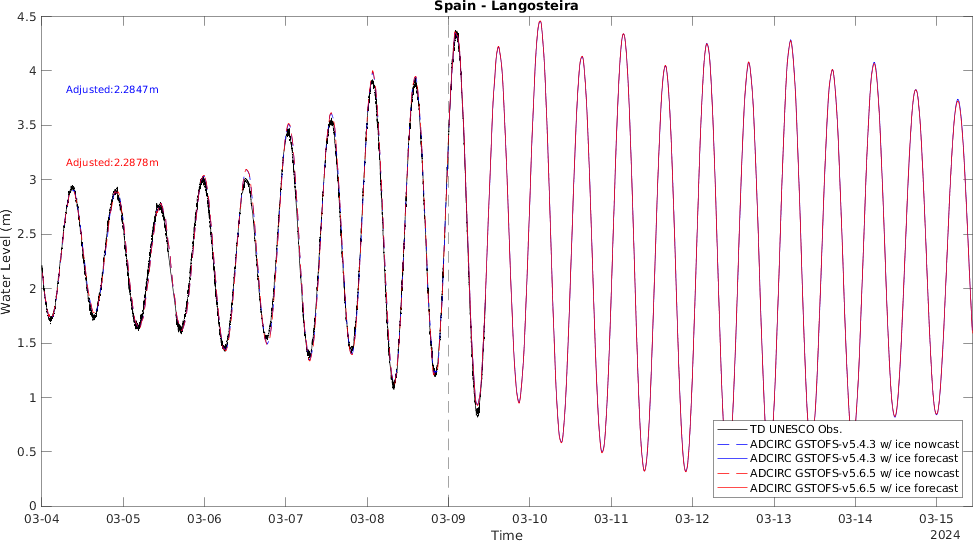 Spain - Langosteira
4.5
4
3.5
3
2.5
2
1.5
1
0.5
0
Water Level (m)
Adjusted:2.2847m
Adjusted:2.2878m
TD UNESCO Obs.
ADCIRC GSTOFS-v5.4.3 w/ ice nowcast
ADCIRC GSTOFS-v5.4.3 w/ ice forecast
ADCIRC GSTOFS-v5.6.5 w/ ice nowcast
ADCIRC GSTOFS-v5.6.5 w/ ice forecast
03-04 03-05 03-06 03-07 03-08 03-09 03-10 03-11 03-12 03-13 03-14 03-15
Time
2024